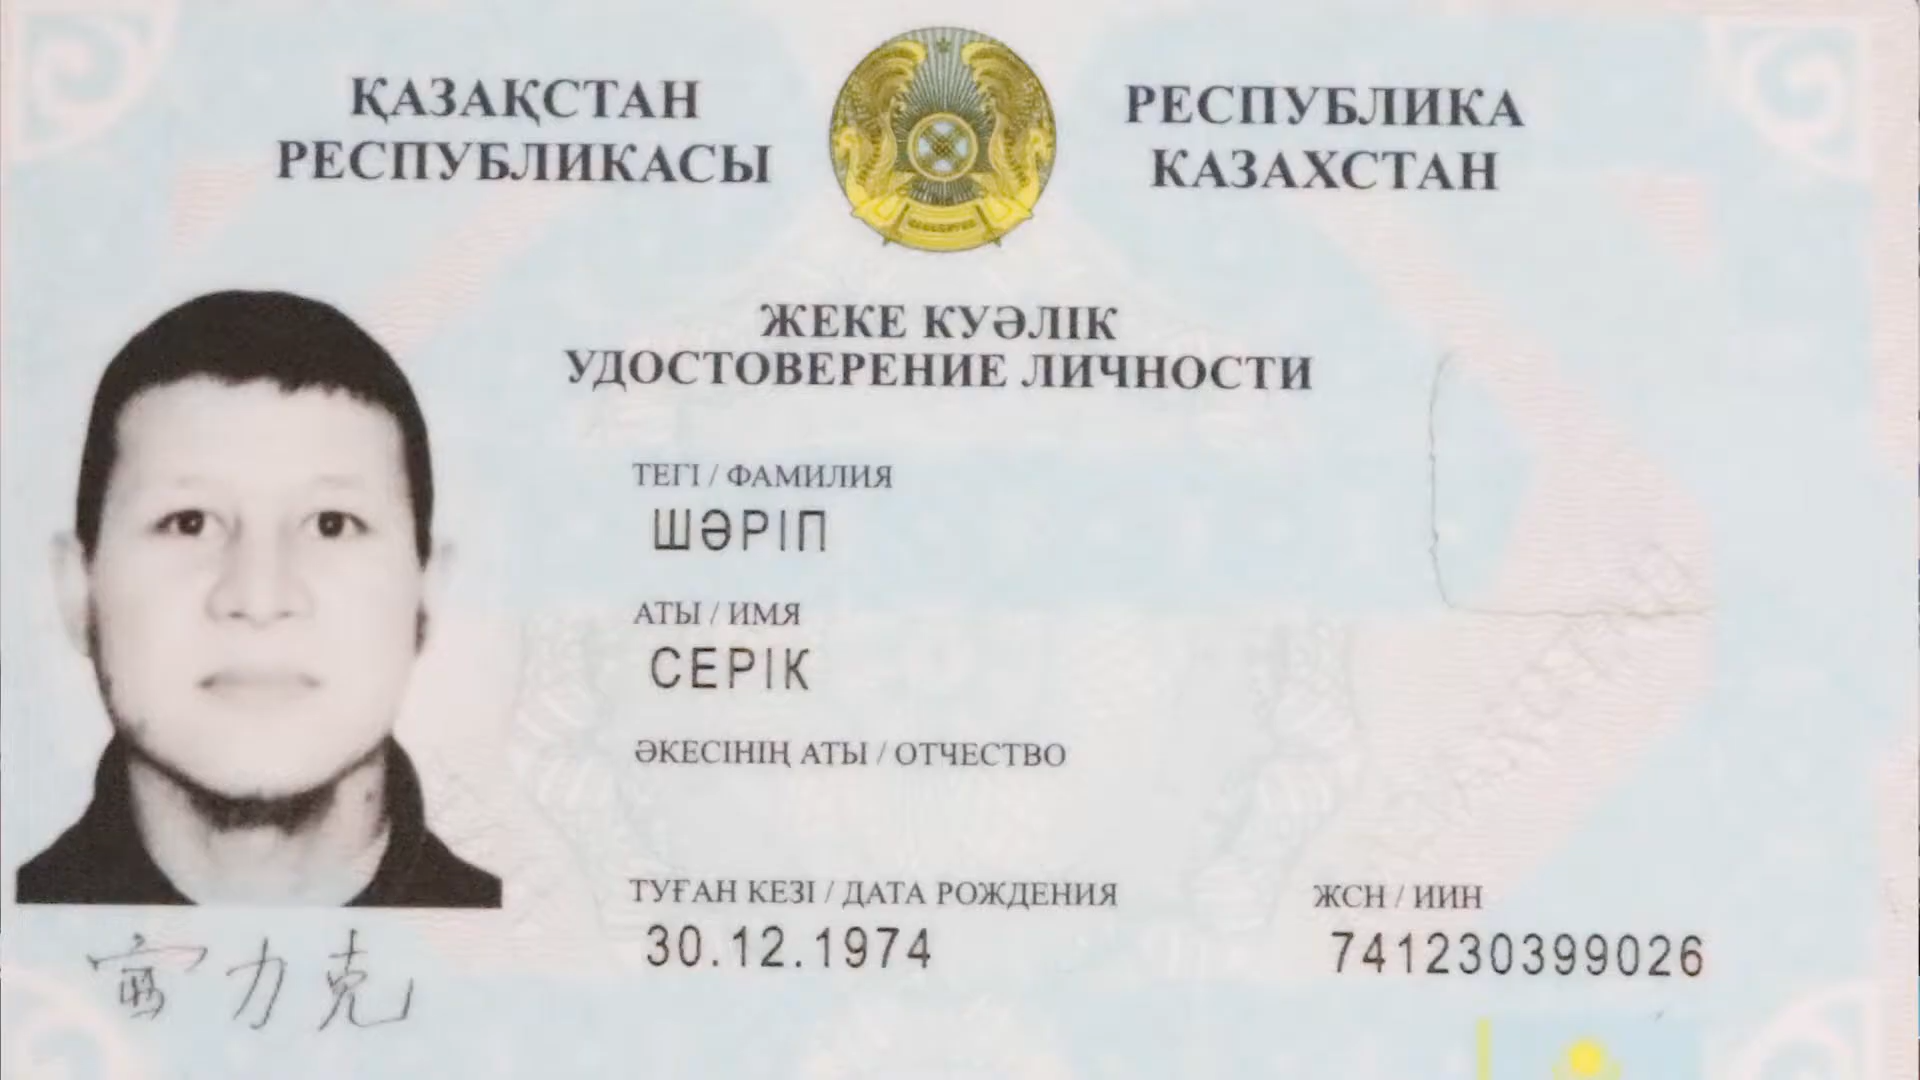 ҚАЗАҚСТАН
РЕСПУБЛИКАСЫ
РЕСПУБЛИКА
КАЗАХСТАН
ЖЕКЕ КУӘЛІК
УДОСТОВЕРЕНИЕ ЛИЧНОСТИ
ТЕГІ / ФАМИЛИЯ
ШӘРІП
АТЫ / ИМЯ
СЕРІК
ӘКЕСІНІҢ АТЫ / ОТЧЕСТВО
ТУҒАН КЕЗІ / ДАТА РОЖДЕНИЯ
30.12.1974
ЖСН / ИИН
741230399026
力克